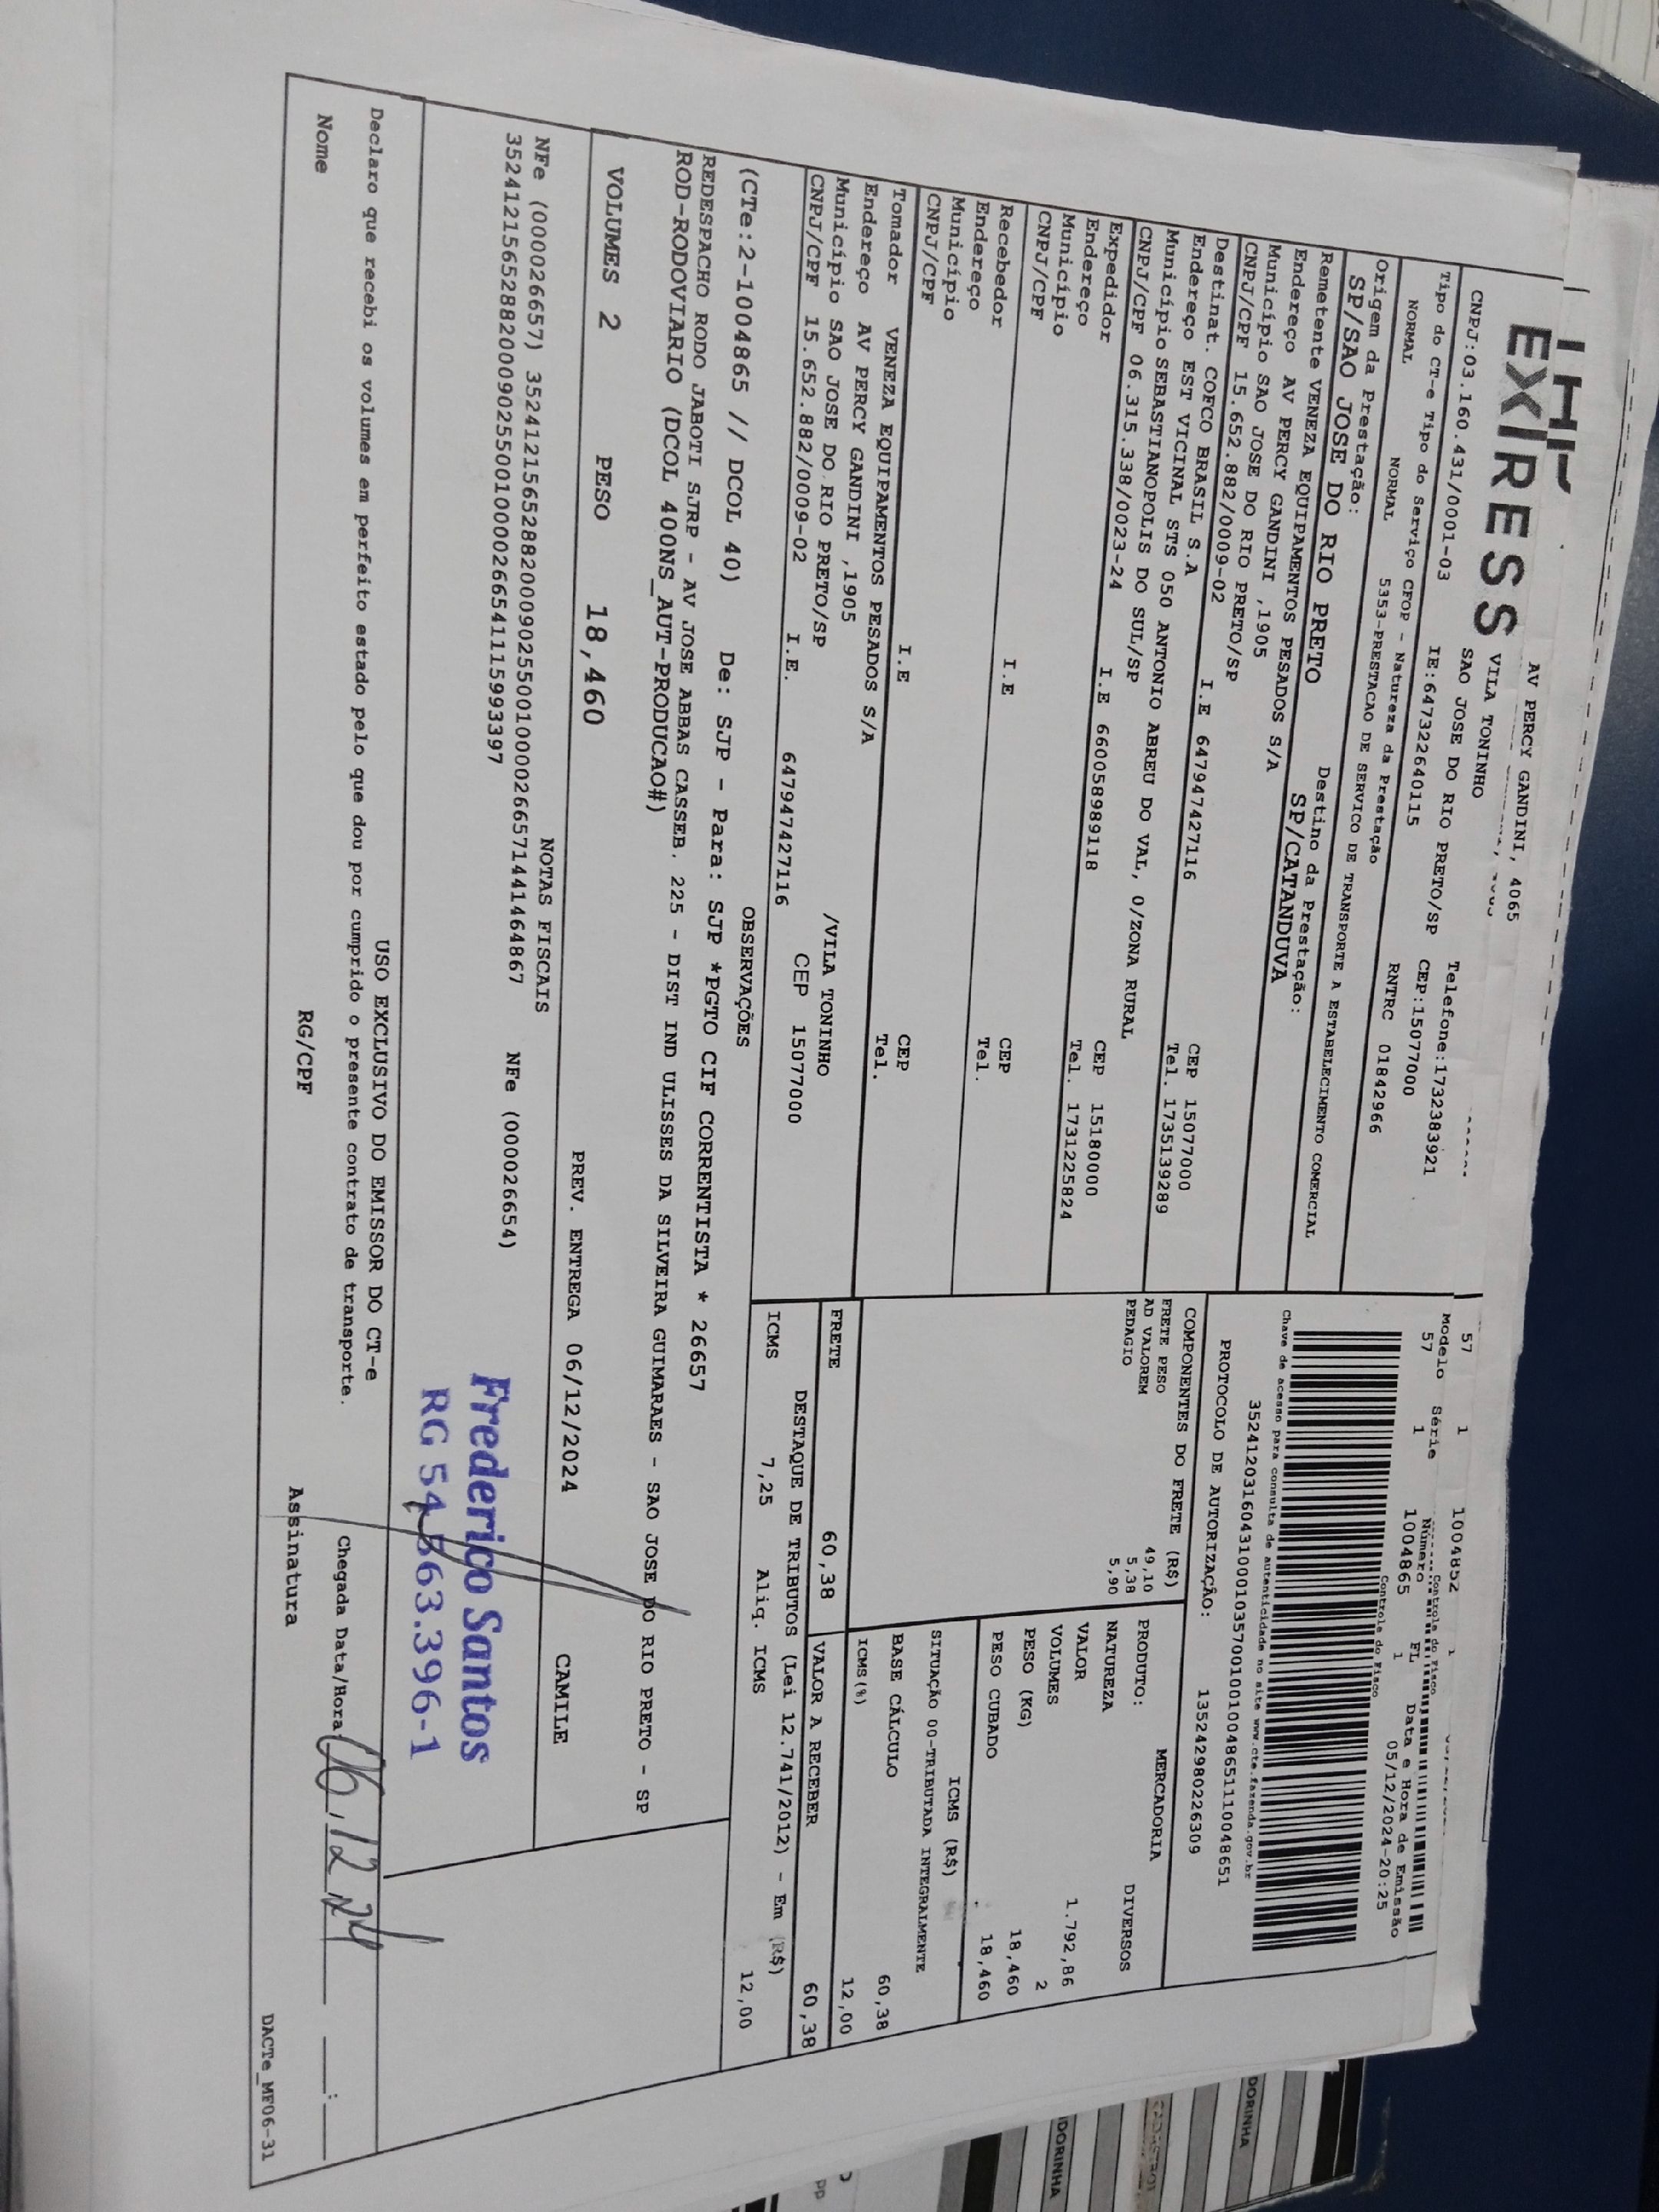 EXPRESS
AV PERCY GANDINI, 4065
VILA TONINHO
SAO JOSE DO RIO PRETO/SP Telefone:1732383921
CNPJ:03.160.431/0001-03 IE:647322640115 CEP:15077000
Tipo do CT-e Tipo do Serviço CFOP - Natureza da Prestação RNTRC 01842966
NORMAL NORMAL 5353-PRESTACAO DE SERVICO DE TRANSPORTE A ESTABELECIMENTO COMERCIAL
57 1 1004852 1
Modelo Série Número FL Data e Hora de Emissão
57 1 1004865 1 05/12/2024-20:25
Controle do Fisco
Chave de acesso para consulta de autenticidade no site www.cte.fazenda.gov.br
35241203160431000103570010010048651110048651
PROTOCOLO DE AUTORIZAÇÃO: 135242980226309
Origem da Prestação: Destino da Prestação:
SP/SAO JOSE DO RIO PRETO SP/CATANDUVA
Remetente VENEZA EQUIPAMENTOS PESADOS S/A
Endereço AV PERCY GANDINI ,1905
Município SAO JOSE DO RIO PRETO/SP CEP 15077000
CNPJ/CPF 15.652.882/0009-02 I.E 647947427116 Tel. 1735139289
Destinat. COFCO BRASIL S.A
Endereço EST VICINAL STS 050 ANTONIO ABREU DO VAL, 0/ZONA RURAL
Município SEBASTIANOPOLIS DO SUL/SP CEP 15180000
CNPJ/CPF 06.315.338/0023-24 I.E 660058989118 Tel. 1731225824
Expedidor
Endereço
Município CEP
CNPJ/CPF I.E Tel.
Recebedor
Endereço
Município CEP
CNPJ/CPF I.E Tel.
Tomador VENEZA EQUIPAMENTOS PESADOS S/A
Endereço AV PERCY GANDINI ,1905 /VILA TONINHO
Município SAO JOSE DO RIO PRETO/SP CEP 15077000
CNPJ/CPF 15.652.882/0009-02 I.E. 647947427116
COMPONENTES DO FRETE (R$)
FRETE PESO 49,10
AD VALOREM 5,38
PEDAGIO 5,90
MERCADORIA
PRODUTO: DIVERSOS
NATUREZA
VALOR 1.792,86
VOLUMES 2
PESO (KG) 18,460
PESO CUBADO 18,460
ICMS (R$)
SITUAÇÃO 00-TRIBUTADA INTEGRALMENTE
BASE CÁLCULO 60,38
ICMS(%) 12,00
FRETE 60,38 VALOR A RECEBER 60,38
DESTAQUE DE TRIBUTOS (Lei 12.741/2012) - Em (R$)
ICMS 7,25 Aliq. ICMS 12,00
OBSERVAÇÕES
(CTe:2-1004865 // DCOL 40) De: SJP - Para: SJP *PGTO CIF CORRENTISTA * 26657
REDESPACHO RODO JABOTI SJRP - AV JOSE ABBAS CASSEB. 225 - DIST IND ULISSES DA SILVEIRA GUIMARAES - SAO JOSE DO RIO PRETO - SP
ROD-RODOVIARIO (DCOL 400NS_AUT-PRODUCAO#)
VOLUMES 2 PESO 18,460 PREV. ENTREGA 06/12/2024 CAMILE
NOTAS FISCAIS
NFe (000026657) 35241215652882000902550010000266571441464867 NFe (000026654)
35241215652882000902550010000266541115993397
Frederico Santos
RG 54.563.396-1
USO EXCLUSIVO DO EMISSOR DO CT-e
Declaro que recebi os volumes em perfeito estado pelo que dou por cumprido o presente contrato de transporte.
Chegada Data/Hora 06.12.24 __:__
Nome RG/CPF Assinatura
DACTe_MF06-31
DORINHA
DORINHA